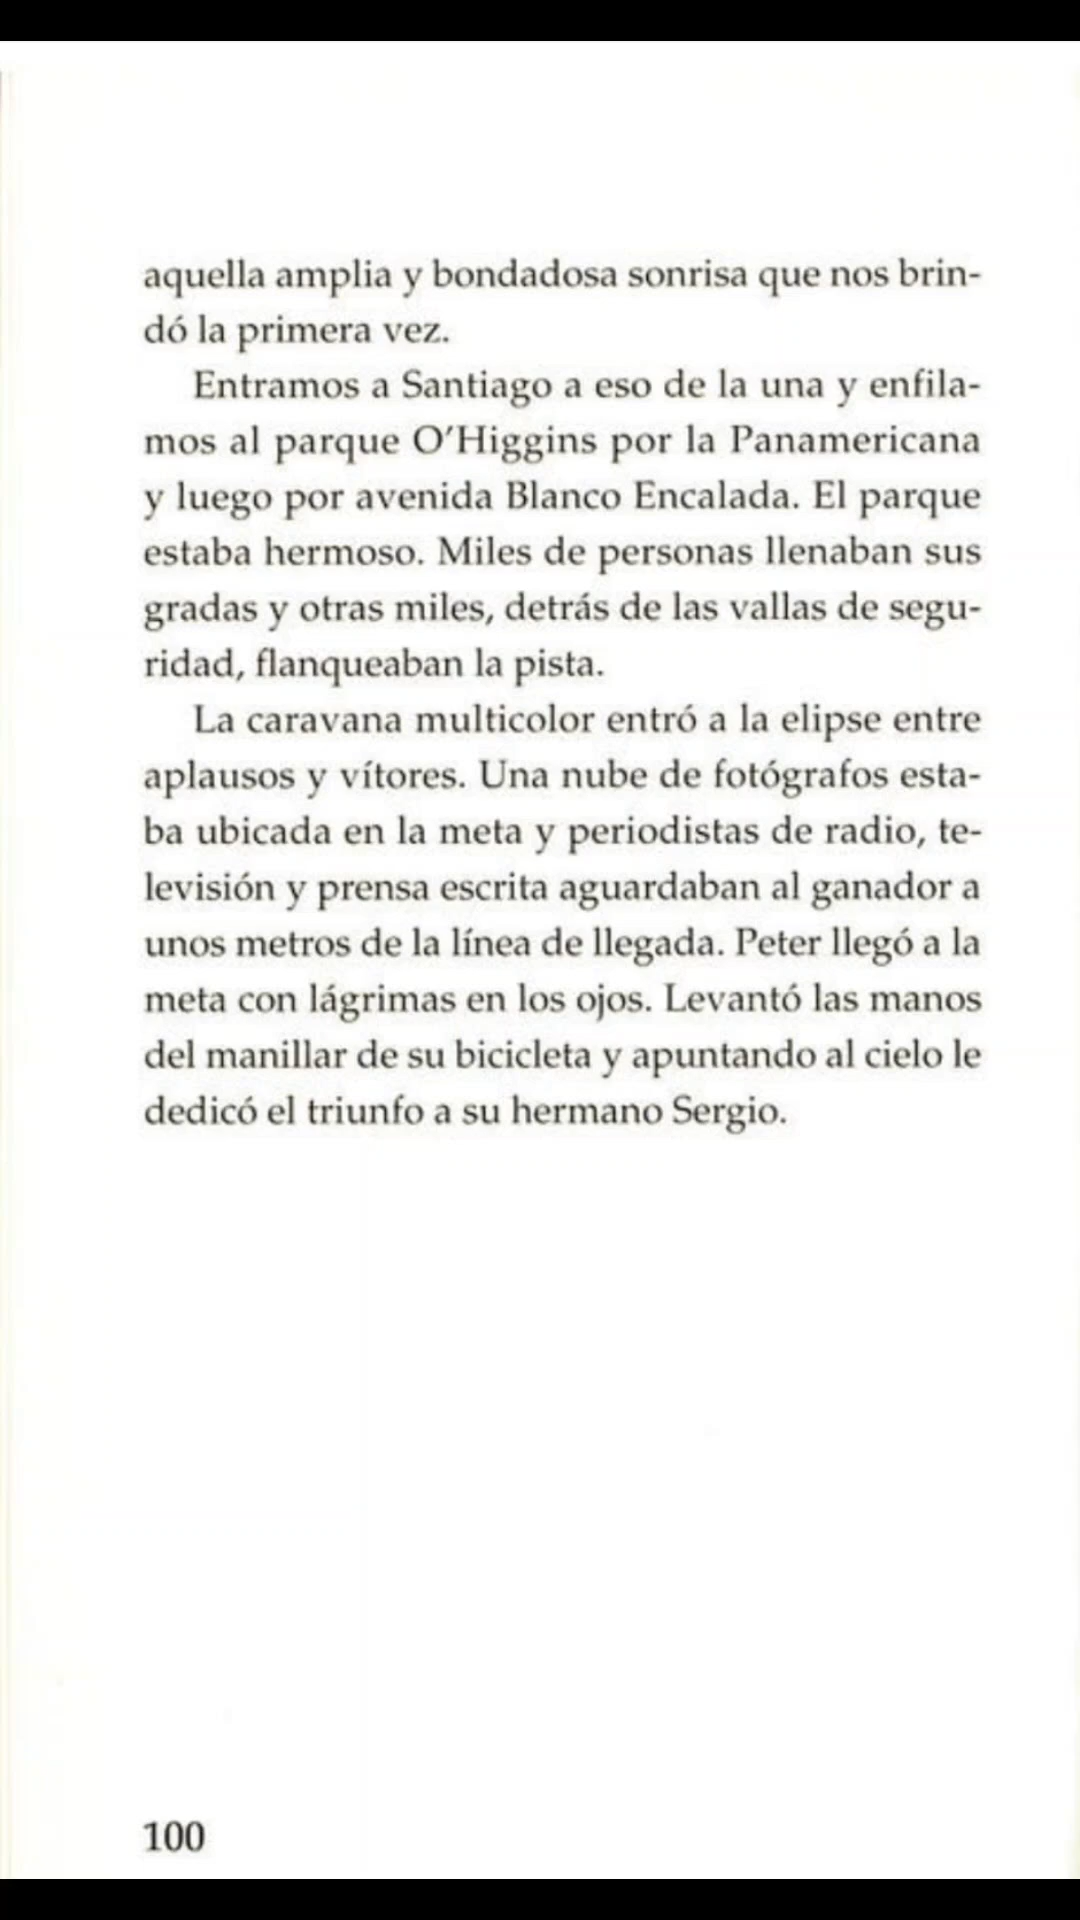 aquella amplia y bondadosa sonrisa que nos brin-
dó la primera vez.
Entramos a Santiago a eso de la una y enfila-
mos al parque O'Higgins por la Panamericana
y luego por avenida Blanco Encalada. El parque
estaba hermoso. Miles de personas llenaban sus
gradas y otras miles, detrás de las vallas de segu-
ridad, flanqueaban la pista.
La caravana multicolor entró a la elipse entre
aplausos y vítores. Una nube de fotógrafos esta-
ba ubicada en la meta y periodistas de radio, te-
levisión y prensa escrita aguardaban al ganador a
unos metros de la línea de llegada. Peter llegó a la
meta con lágrimas en los ojos. Levantó las manos
del manillar de su bicicleta y apuntando al cielo le
dedicó el triunfo a su hermano Sergio.
100